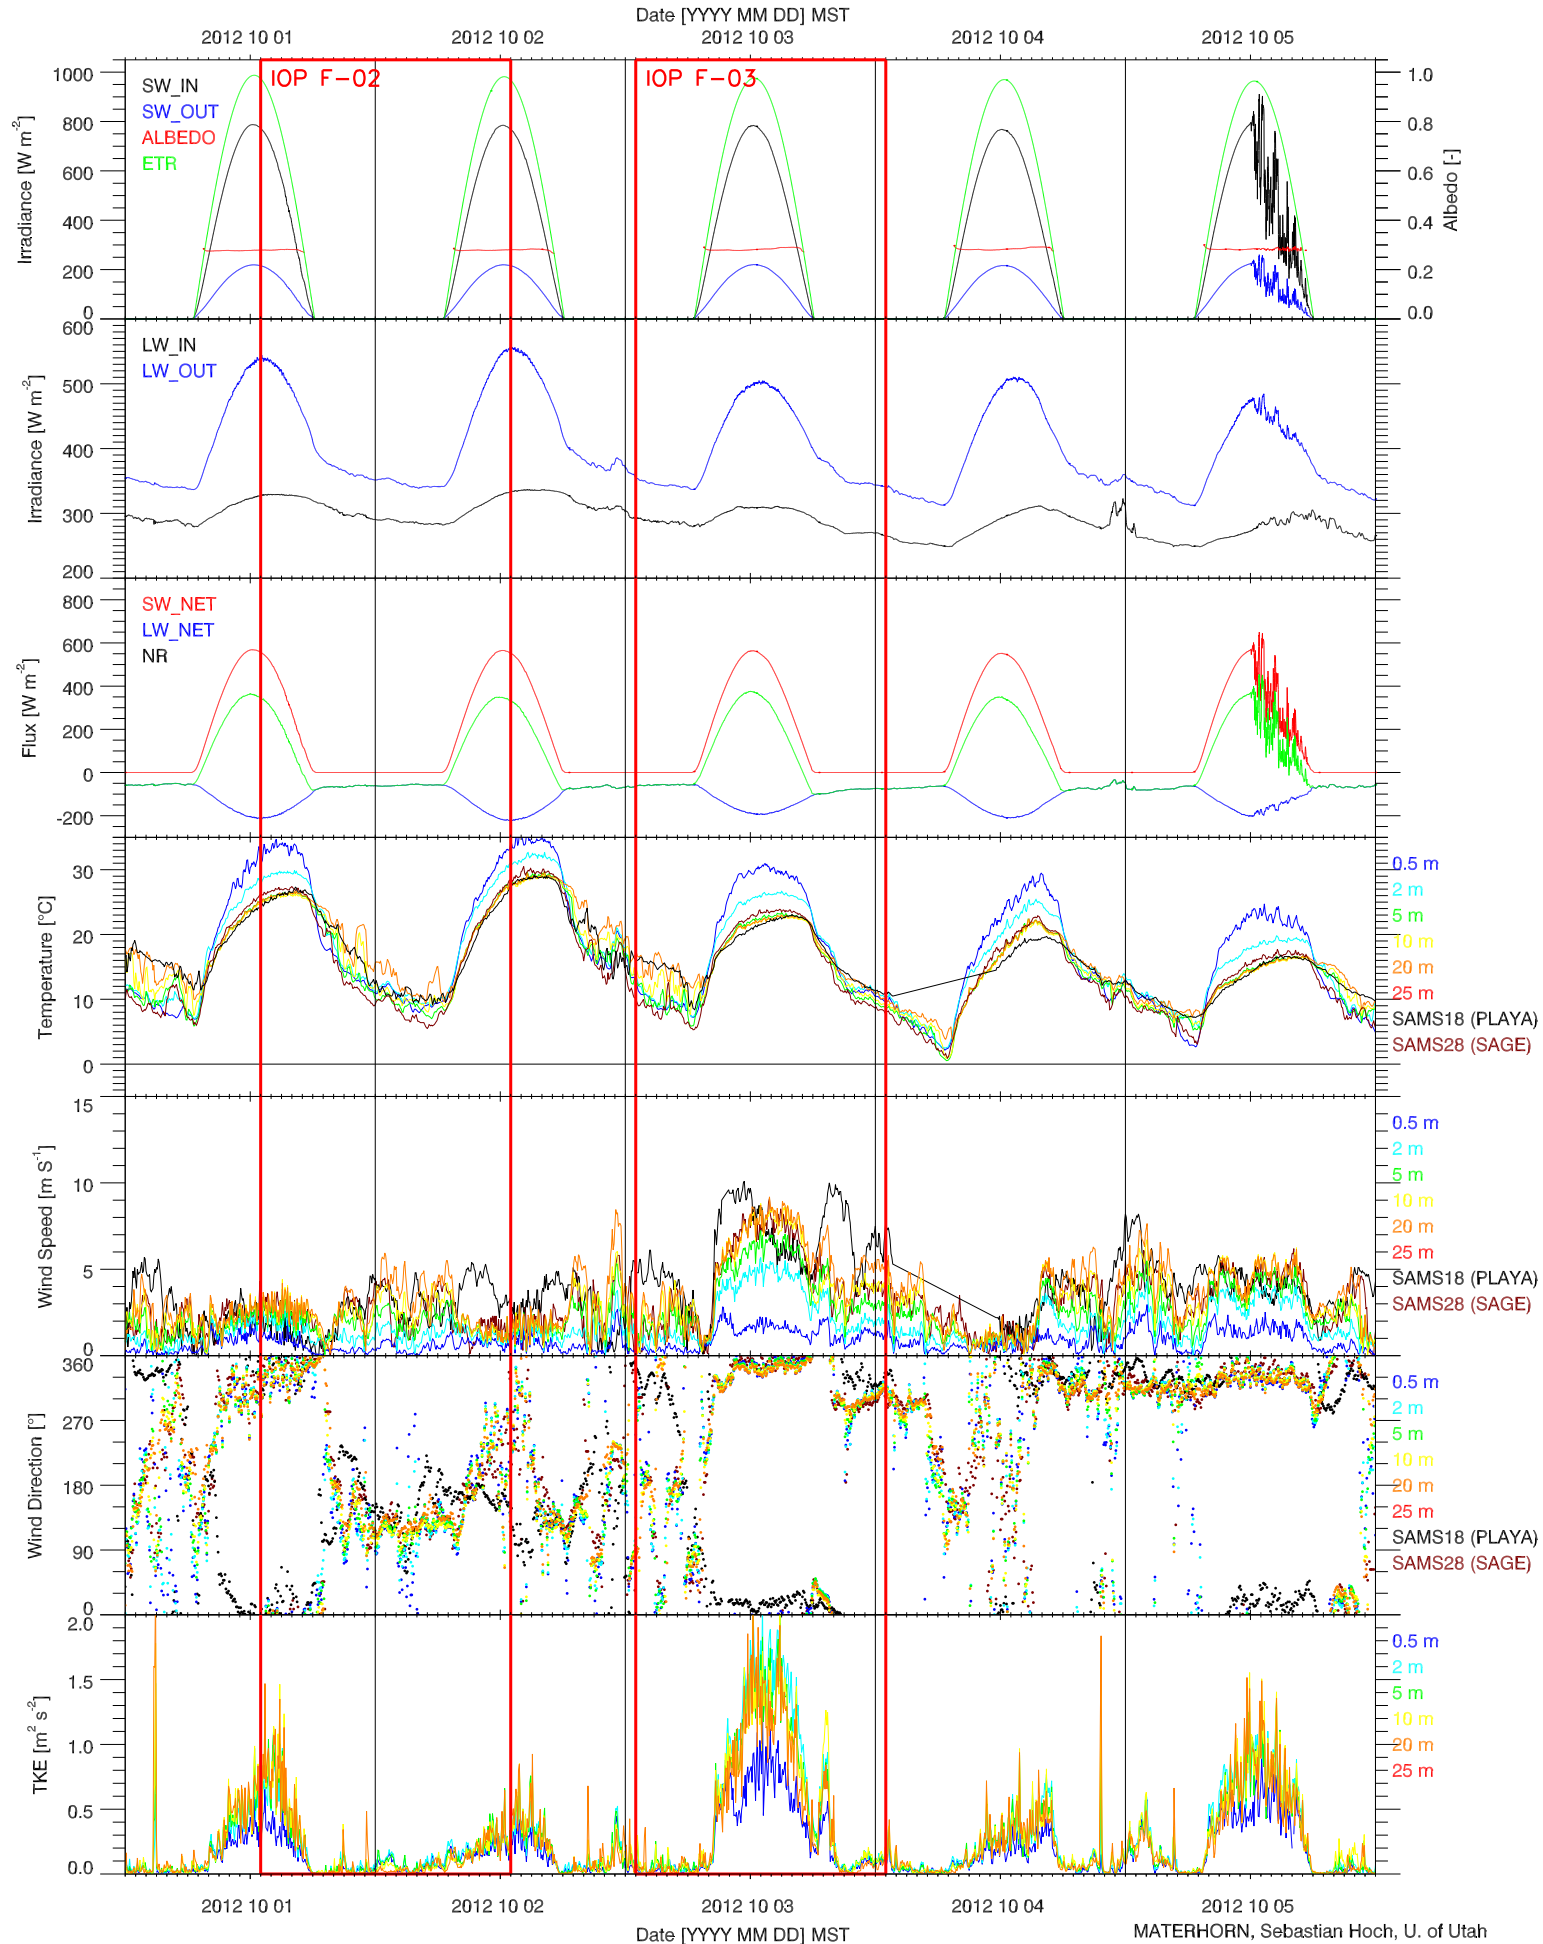 Date [YYYY MM DD] MST
2012 10 01 2012 10 02 2012 10 03 2012 10 04 2012 10 05
IOP F-02 IOP F-03
SW_IN
SW_OUT
ALBEDO
ETR
Irradiance [W m-2]
1000
800
600
400
200
0
Albedo [-]
1.0
0.8
0.6
0.4
0.2
0.0
LW_IN
LW_OUT
Irradiance [W m-2]
600
500
400
300
200
SW_NET
LW_NET
NR
Flux [W m-2]
800
600
400
200
0
-200
Temperature [°C]
30
20
10
0
0.5 m
2 m
5 m
10 m
20 m
25 m
SAMS18 (PLAYA)
SAMS28 (SAGE)
Wind Speed [m S-1]
15
10
5
0
0.5 m
2 m
5 m
10 m
20 m
25 m
SAMS18 (PLAYA)
SAMS28 (SAGE)
Wind Direction [°]
360
270
180
90
0
0.5 m
2 m
5 m
10 m
20 m
25 m
SAMS18 (PLAYA)
SAMS28 (SAGE)
TKE [m2 s-2]
2.0
1.5
1.0
0.5
0.0
0.5 m
2 m
5 m
10 m
20 m
25 m
2012 10 01 2012 10 02 2012 10 03 2012 10 04 2012 10 05
Date [YYYY MM DD] MST
MATERHORN, Sebastian Hoch, U. of Utah